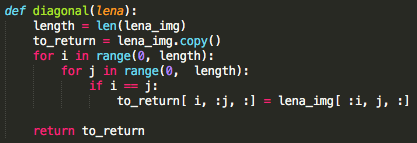 def diagonal(lena):
    length = len(lena_img)
    to_return = lena_img.copy()
    for i in range(0, length):
        for j in range(0,  length):
            if i == j:
                to_return[ i, :j, :] = lena_img[ :i, j, :]
    return to_return